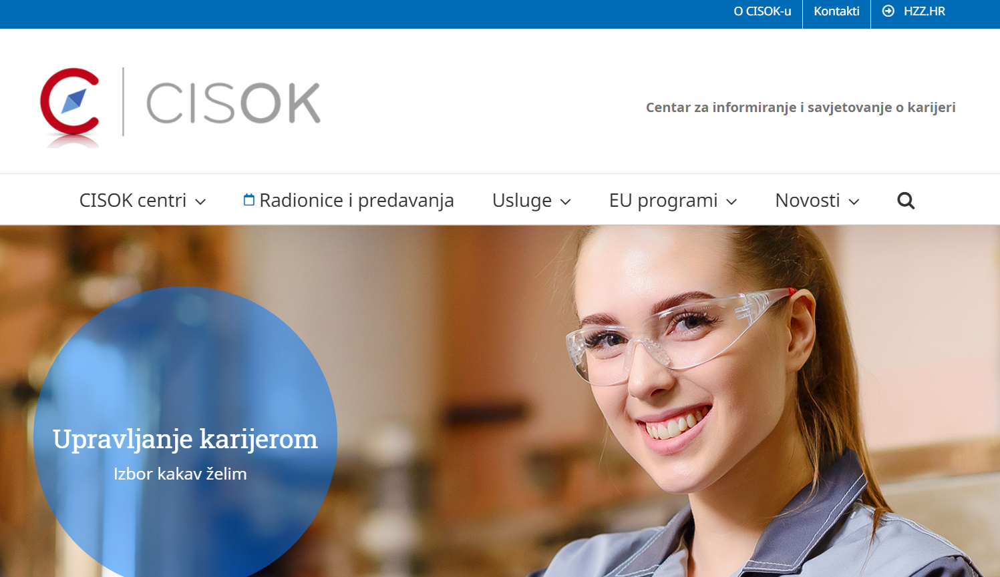 O CISOK-u
Kontakti
HZZ.HR
CISOK
Centar za informiranje i savjetovanje o karijeri
CISOK centri
Radionice i predavanja
Usluge
EU programi
Novosti
Upravljanje karijerom
Izbor kakav želim